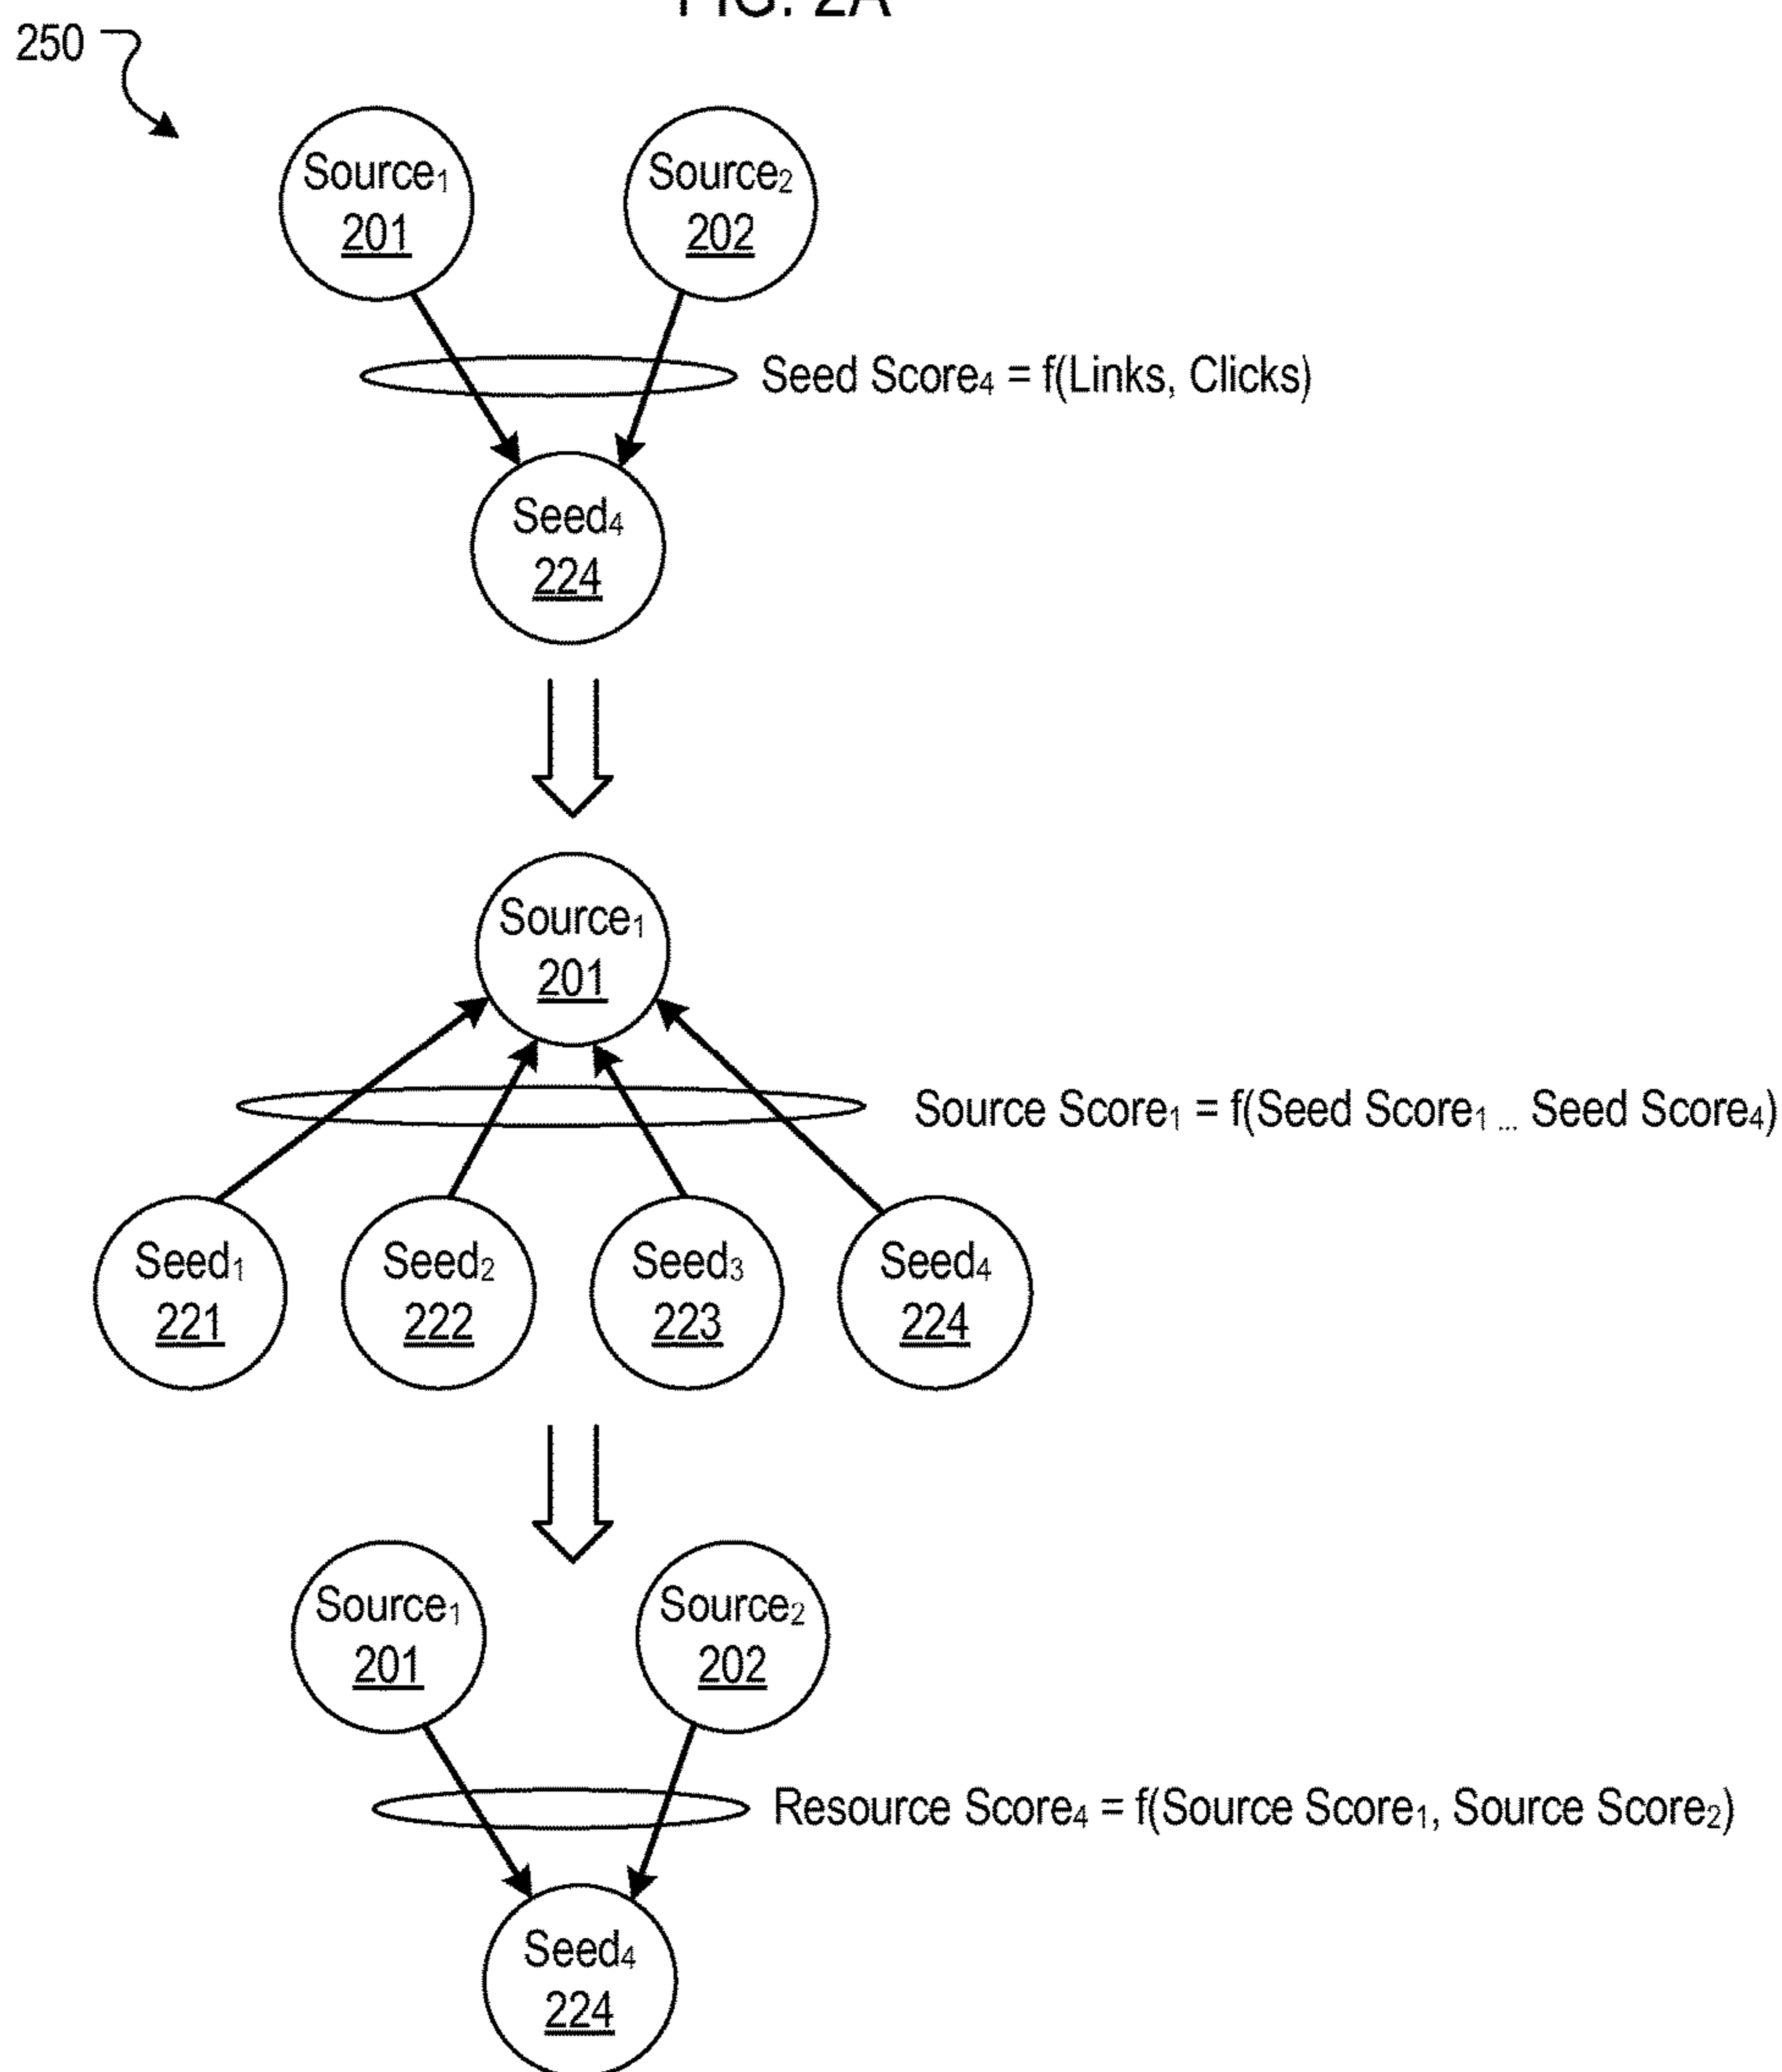 FIG. 2A
250
Source₁ Source₂
201 202
Seed Score₄ = f(Links, Clicks)
Seed₄
224
Source₁
201
Source Score₁ = f(Seed Score₁ ... Seed Score₄)
Seed₁ Seed₂ Seed₃ Seed₄
221 222 223 224
Source₁ Source₂
201 202
Resource Score₄ = f(Source Score₁, Source Score₂)
Seed₄
224